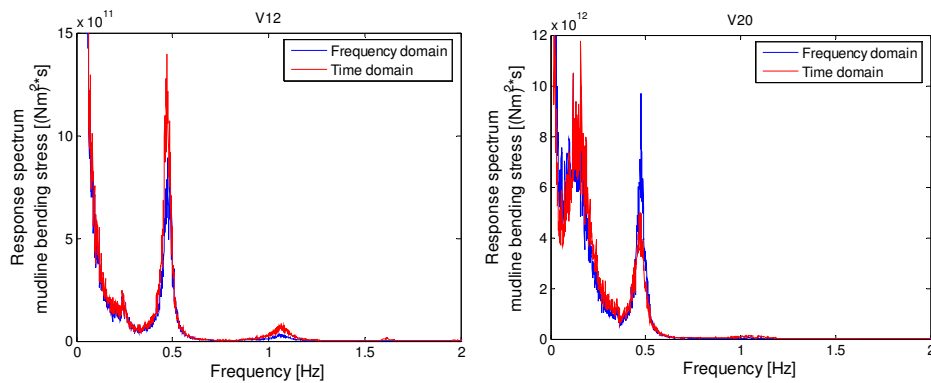 x 10^11
V12
15
10
5
0
0
0.5
1
1.5
2
Frequency [Hz]
Response spectrum
mudline bending stress [(Nm)^2*s]
Frequency domain
Time domain
x 10^12
V20
12
10
8
6
4
2
0
0
0.5
1
1.5
2
Frequency [Hz]
Response spectrum
mudline bending stress [(Nm)^2*s]
Frequency domain
Time domain